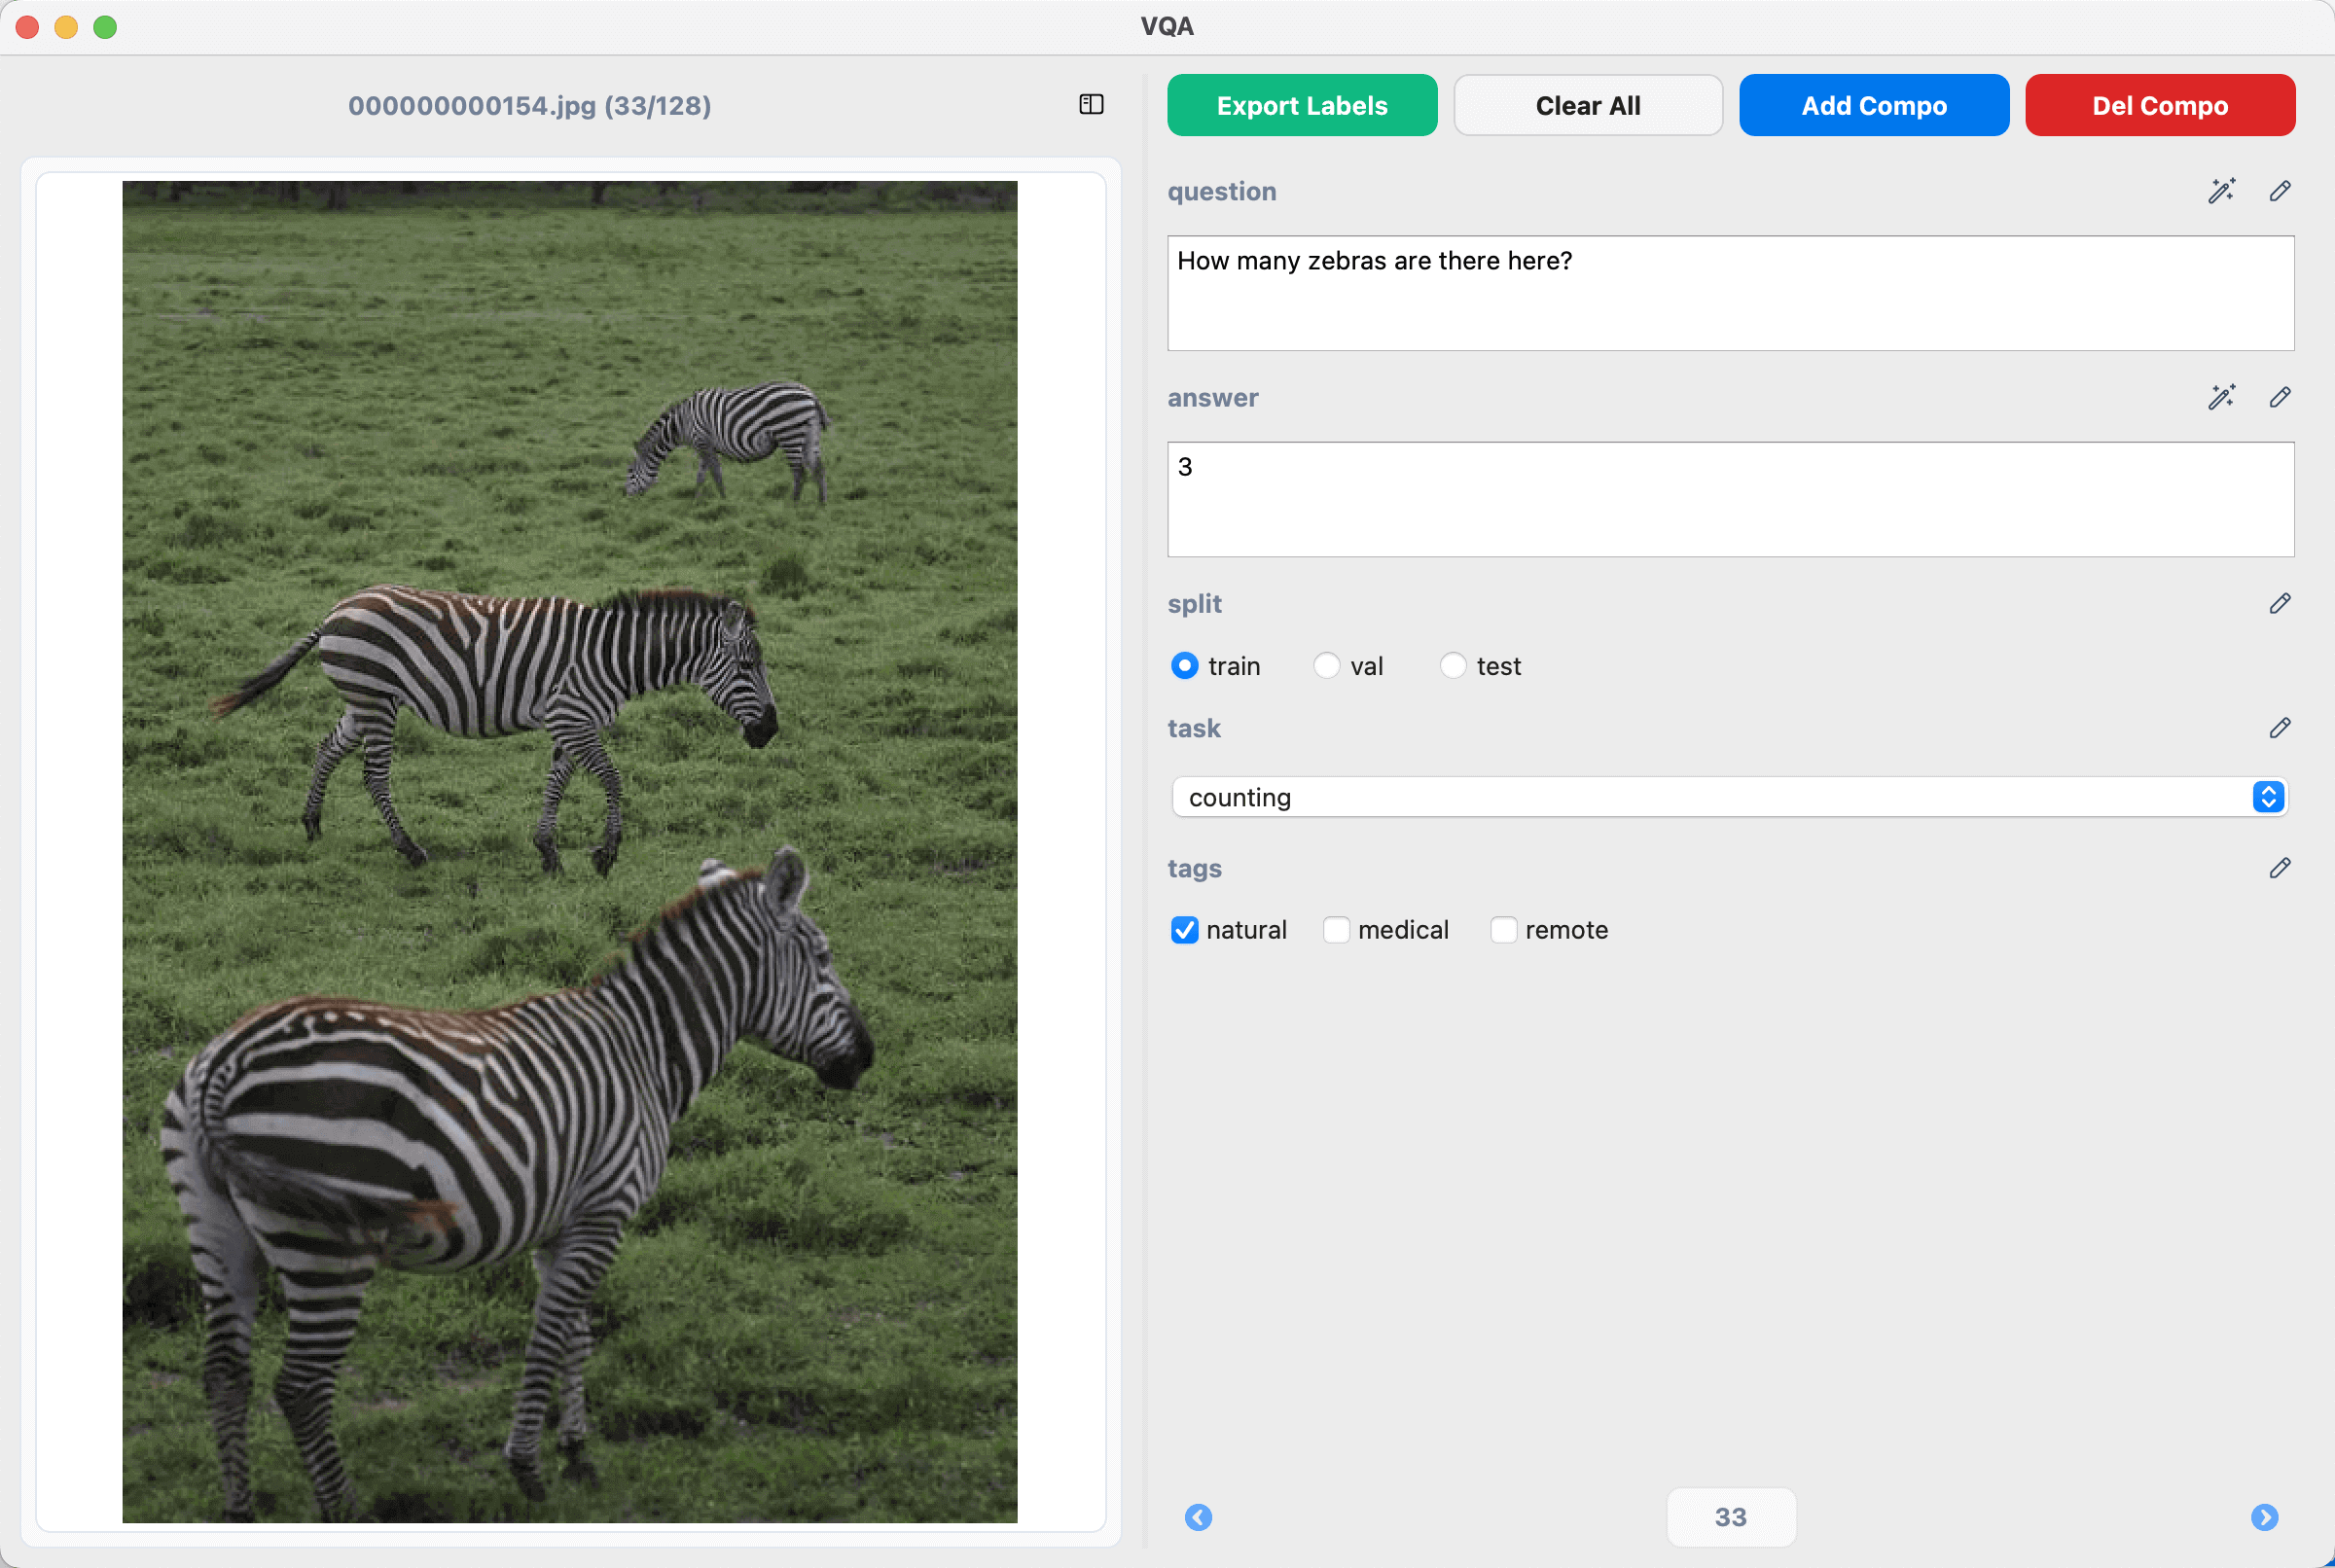 VQA
000000000154.jpg (33/128)
Export Labels
Clear All
Add Compo
Del Compo
question
How many zebras are there here?
answer
3
split
train
val
test
task
counting
tags
natural
medical
remote
33